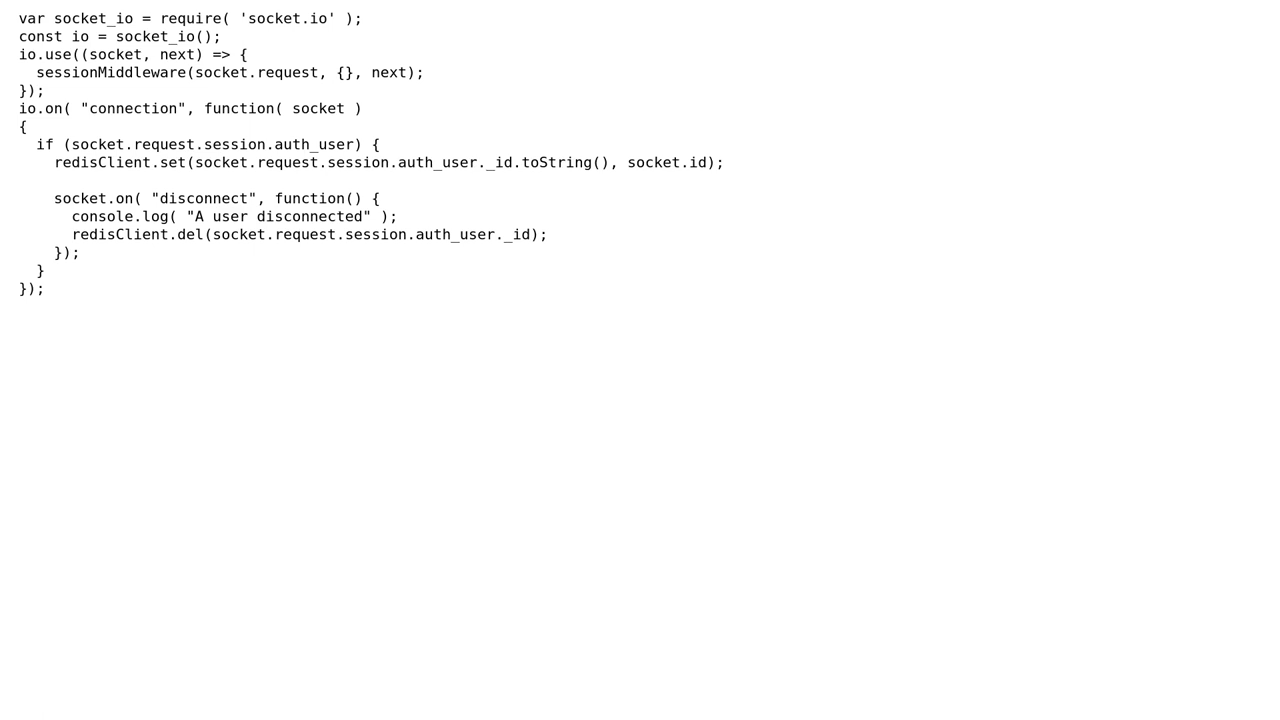 var socket_io = require( 'socket.io' );
const io = socket_io();
io.use((socket, next) => {
  sessionMiddleware(socket.request, {}, next);
});
io.on( "connection", function( socket )
{
  if (socket.request.session.auth_user) {
    redisClient.set(socket.request.session.auth_user._id.toString(), socket.id);

    socket.on( "disconnect", function() {
      console.log( "A user disconnected" );
      redisClient.del(socket.request.session.auth_user._id);
    });
  }
});